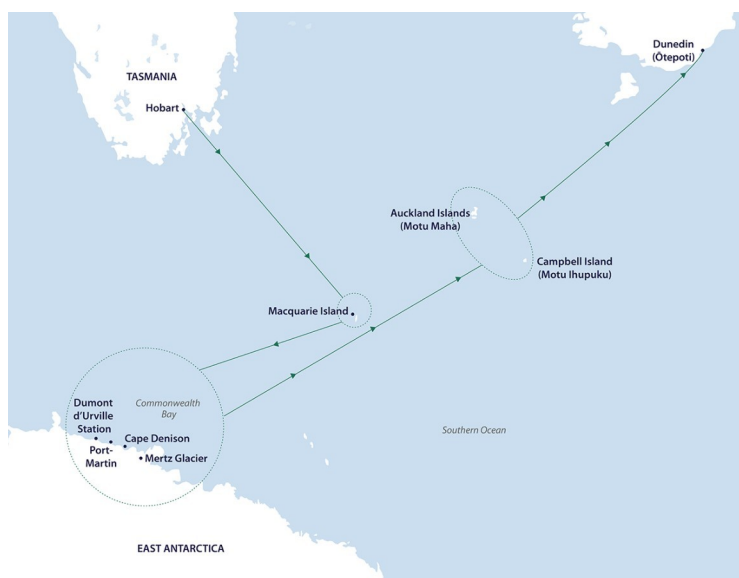 Dunedin
(Ōtepoti)
TASMANIA
Hobart
Auckland Islands
(Motu Maha)
Campbell Island
(Motu Ihupuku)
Macquarie Island
Commonwealth
Bay
Dumont
d’Urville
Station
Port-
Martin
Cape Denison
Mertz Glacier
Southern Ocean
EAST ANTARCTICA